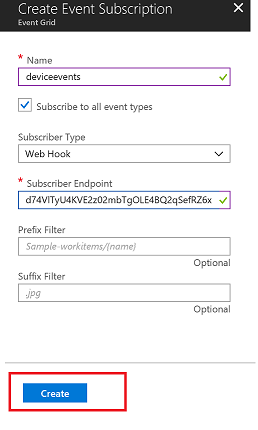 Create Event Subscription
Event Grid
* Name
deviceevents
Subscribe to all event types
Subscriber Type
Web Hook
* Subscriber Endpoint
d74VlTyU4KVE2z02mbTgOLE4BQ2qSefRZ6x
Prefix Filter
Sample-workitems/{name}
Optional
Suffix Filter
.jpg
Optional
Create